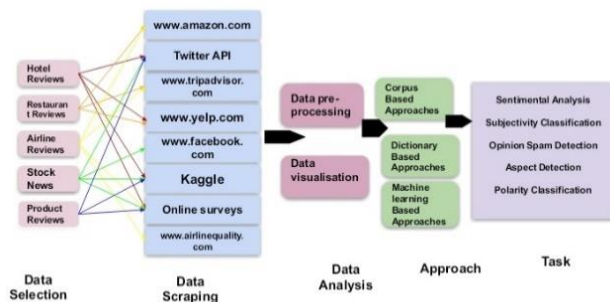 Hotel
Reviews
Restauran
t Reviews
Airline
Reviews
Stock
News
Product
Reviews
Data
Selection
www.amazon.com
Twitter API
www.tripadvisor.
com
www.yelp.com
www.facebook.
com
Kaggle
Online surveys
www.airlinequality.
com
Data
Scraping
Data pre-
processing
Data
visualisation
Data
Analysis
Corpus
Based
Approaches
Dictionary
Based
Approaches
Machine
learning
Based
Approaches
Approach
Sentimental Analysis
Subjectivity Classification
Opinion Spam Detection
Aspect Detection
Polarity Classification
Task